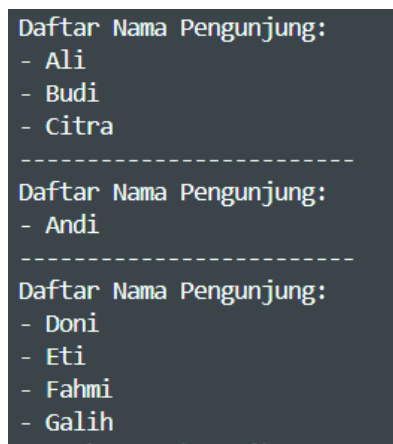 Daftar Nama Pengunjung:
- Ali
- Budi
- Citra
-------------------------
Daftar Nama Pengunjung:
- Andi
-------------------------
Daftar Nama Pengunjung:
- Doni
- Eti
- Fahmi
- Galih